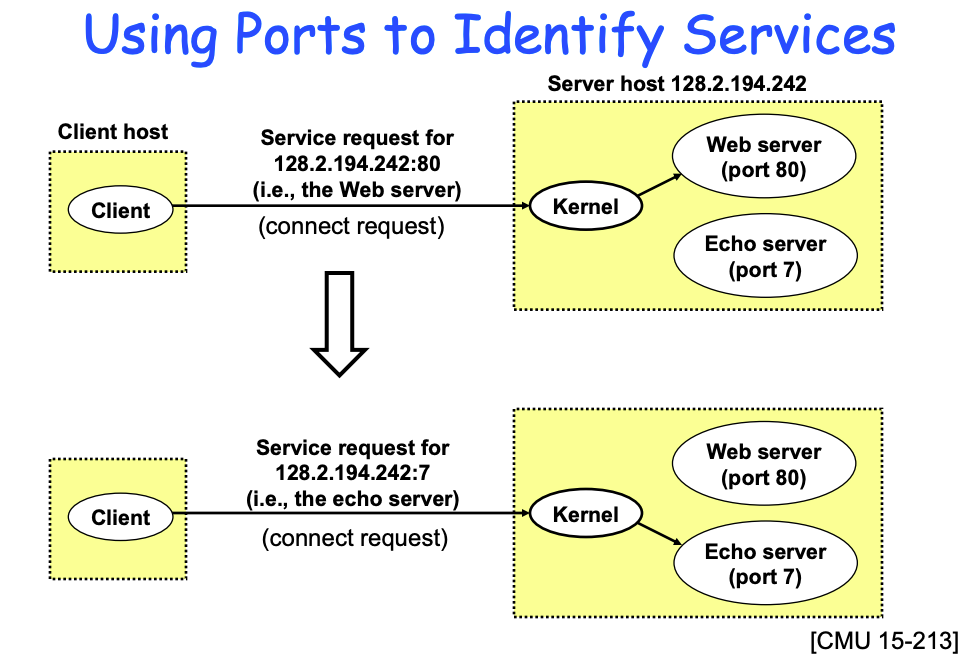 Using Ports to Identify Services
Server host 128.2.194.242
Client host
Service request for
128.2.194.242:80
(i.e., the Web server)
(connect request)
Client
Kernel
Web server
(port 80)
Echo server
(port 7)
Service request for
128.2.194.242:7
(i.e., the echo server)
(connect request)
Client
Kernel
Web server
(port 80)
Echo server
(port 7)
[CMU 15-213]